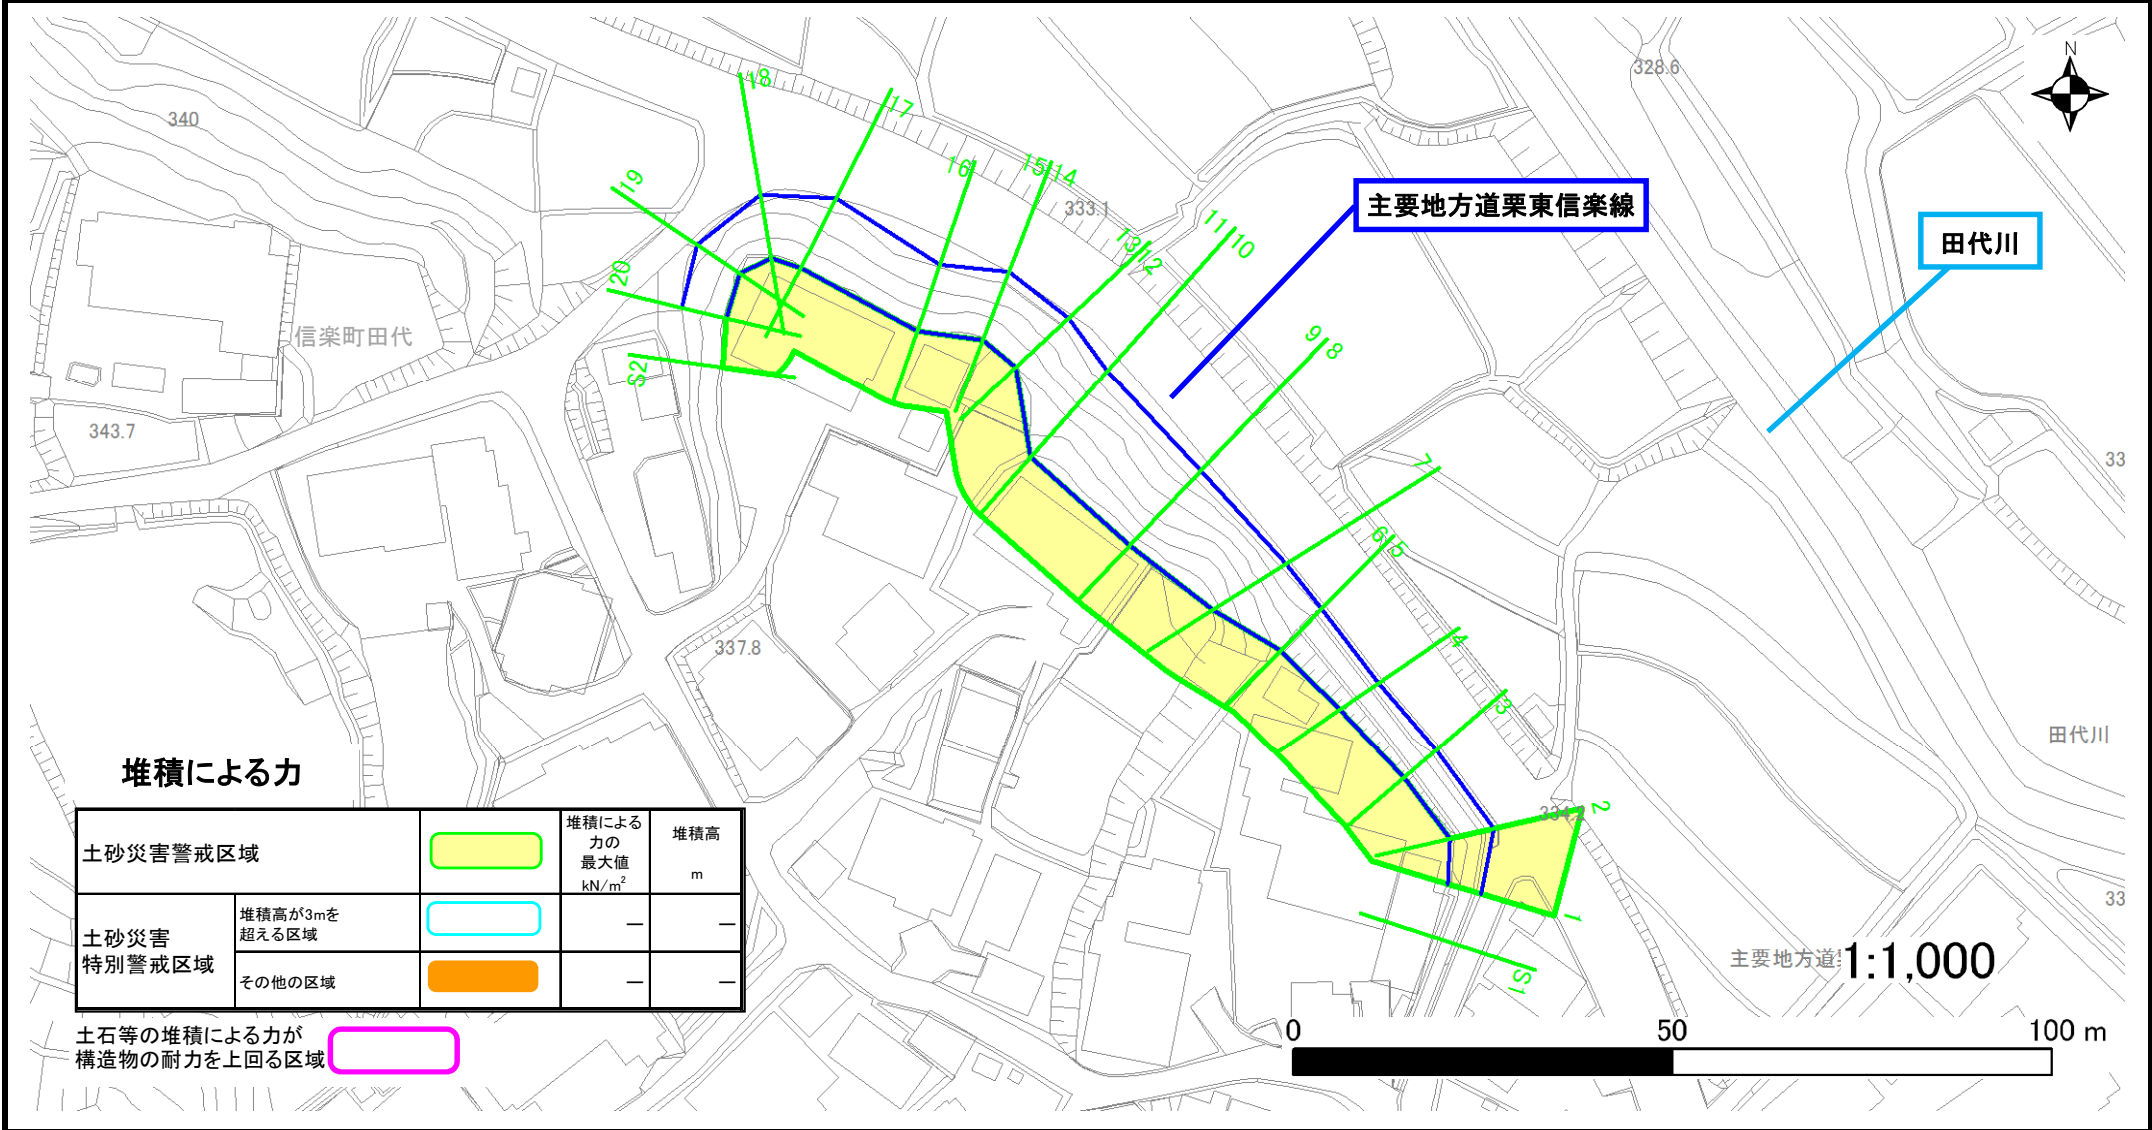 N
328.6
340
18
17
16
15
14
333.1
19
20
13
12
11
10
主要地方道栗東信楽線
田代川
信楽町田代
S2
9
8
343.7
7
33
6
5
4
337.8
3
田代川
堆積による力
2
土砂災害警戒区域
堆積による
力の
最大値
kN/m²
堆積高
m
土砂災害
特別警戒区域
堆積高が3mを
超える区域
－
－
その他の区域
－
－
33
1
S1
主要地方道
1:1,000
土石等の堆積による力が
構造物の耐力を上回る区域
0
50
100 m